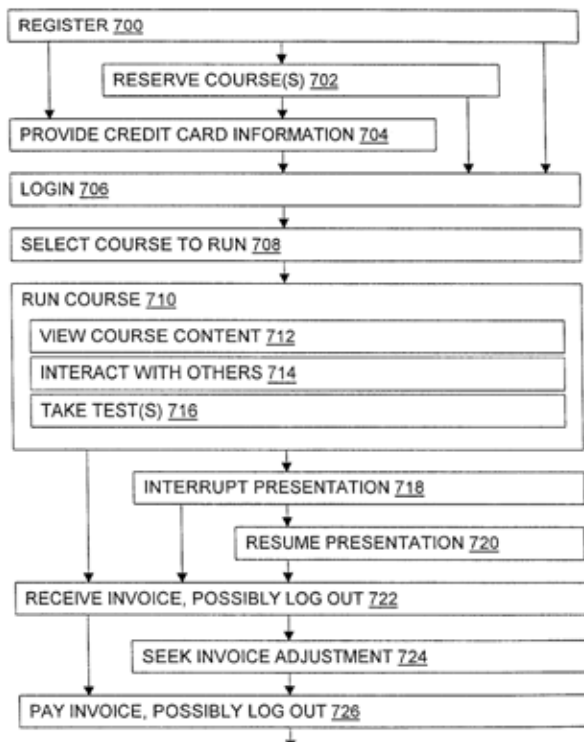 REGISTER 700
RESERVE COURSE(S) 702
PROVIDE CREDIT CARD INFORMATION 704
LOGIN 706
SELECT COURSE TO RUN 708
RUN COURSE 710
VIEW COURSE CONTENT 712
INTERACT WITH OTHERS 714
TAKE TEST(S) 716
INTERRUPT PRESENTATION 718
RESUME PRESENTATION 720
RECEIVE INVOICE, POSSIBLY LOG OUT 722
SEEK INVOICE ADJUSTMENT 724
PAY INVOICE, POSSIBLY LOG OUT 726